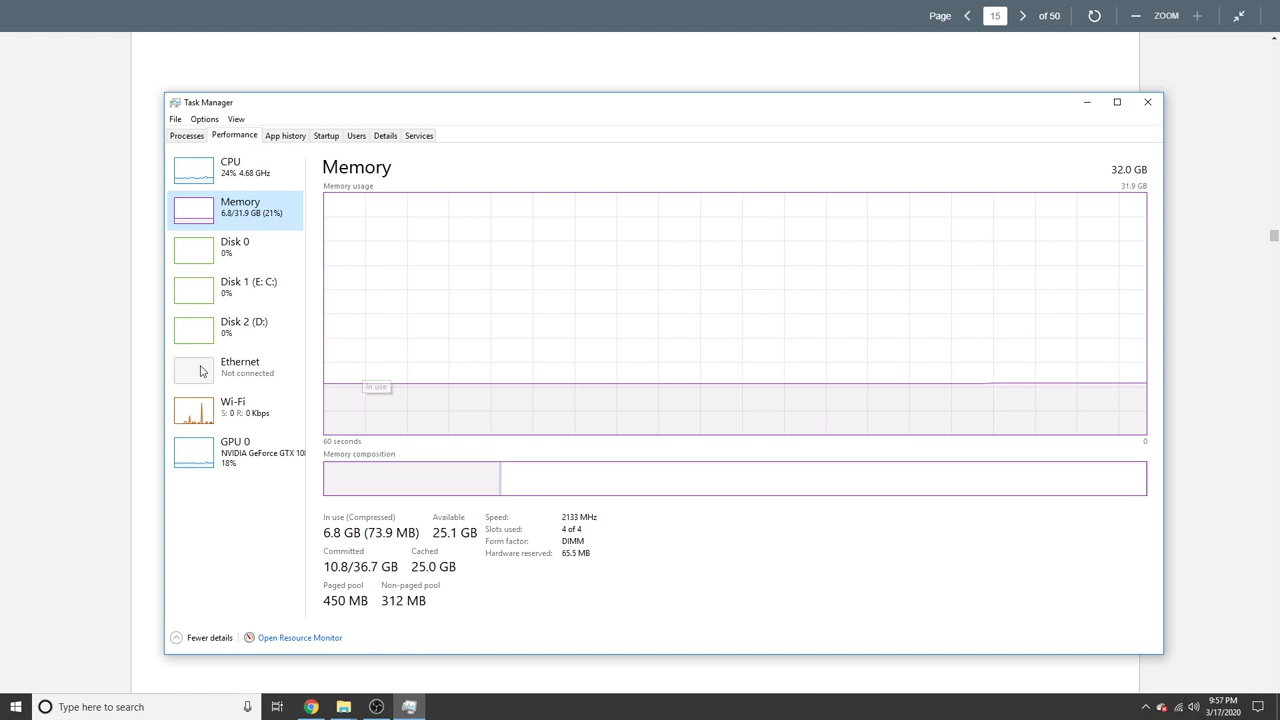 Page 15 of 50 ZOOM
Task Manager
File Options View
Processes Performance App history Startup Users Details Services
CPU
24% 4.68 GHz
Memory
6.8/31.9 GB (21%)
Disk 0
0%
Disk 1 (E: C:)
0%
Disk 2 (D:)
0%
Ethernet
Not connected
Wi-Fi
S: 0 R: 0 Kbps
GPU 0
NVIDIA GeForce GTX 10
18%
Memory 32.0 GB
Memory usage 31.9 GB
In use
60 seconds 0
Memory composition
In use (Compressed) Available
6.8 GB (73.9 MB) 25.1 GB
Committed Cached
10.8/36.7 GB 25.0 GB
Paged pool Non-paged pool
450 MB 312 MB
Speed: 2133 MHz
Slots used: 4 of 4
Form factor: DIMM
Hardware reserved: 65.5 MB
Fewer details Open Resource Monitor
Type here to search
9:57 PM
3/17/2020